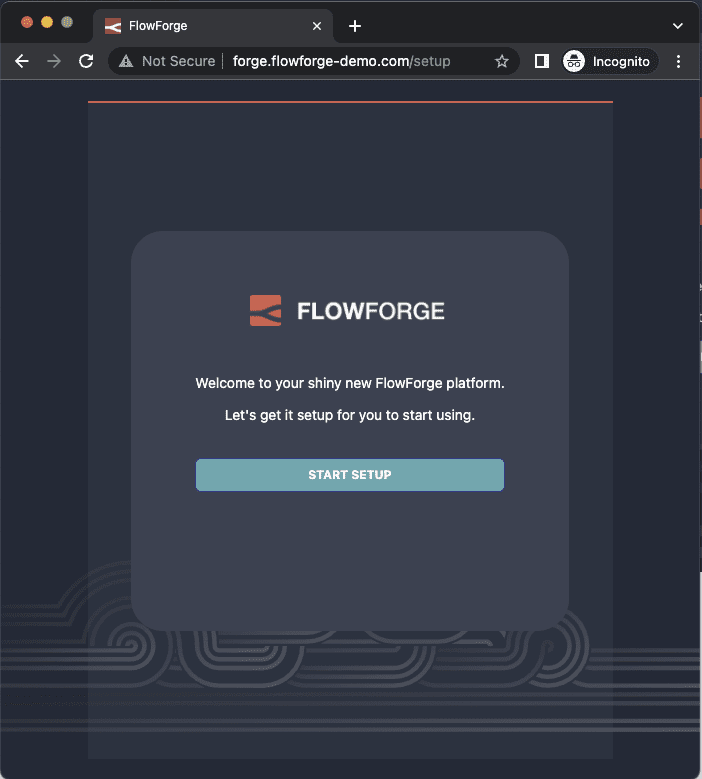 FlowForge
Not Secure forge.flowforge-demo.com/setup Incognito
FLOWFORGE
Welcome to your shiny new FlowForge platform.
Let's get it setup for you to start using.
START SETUP